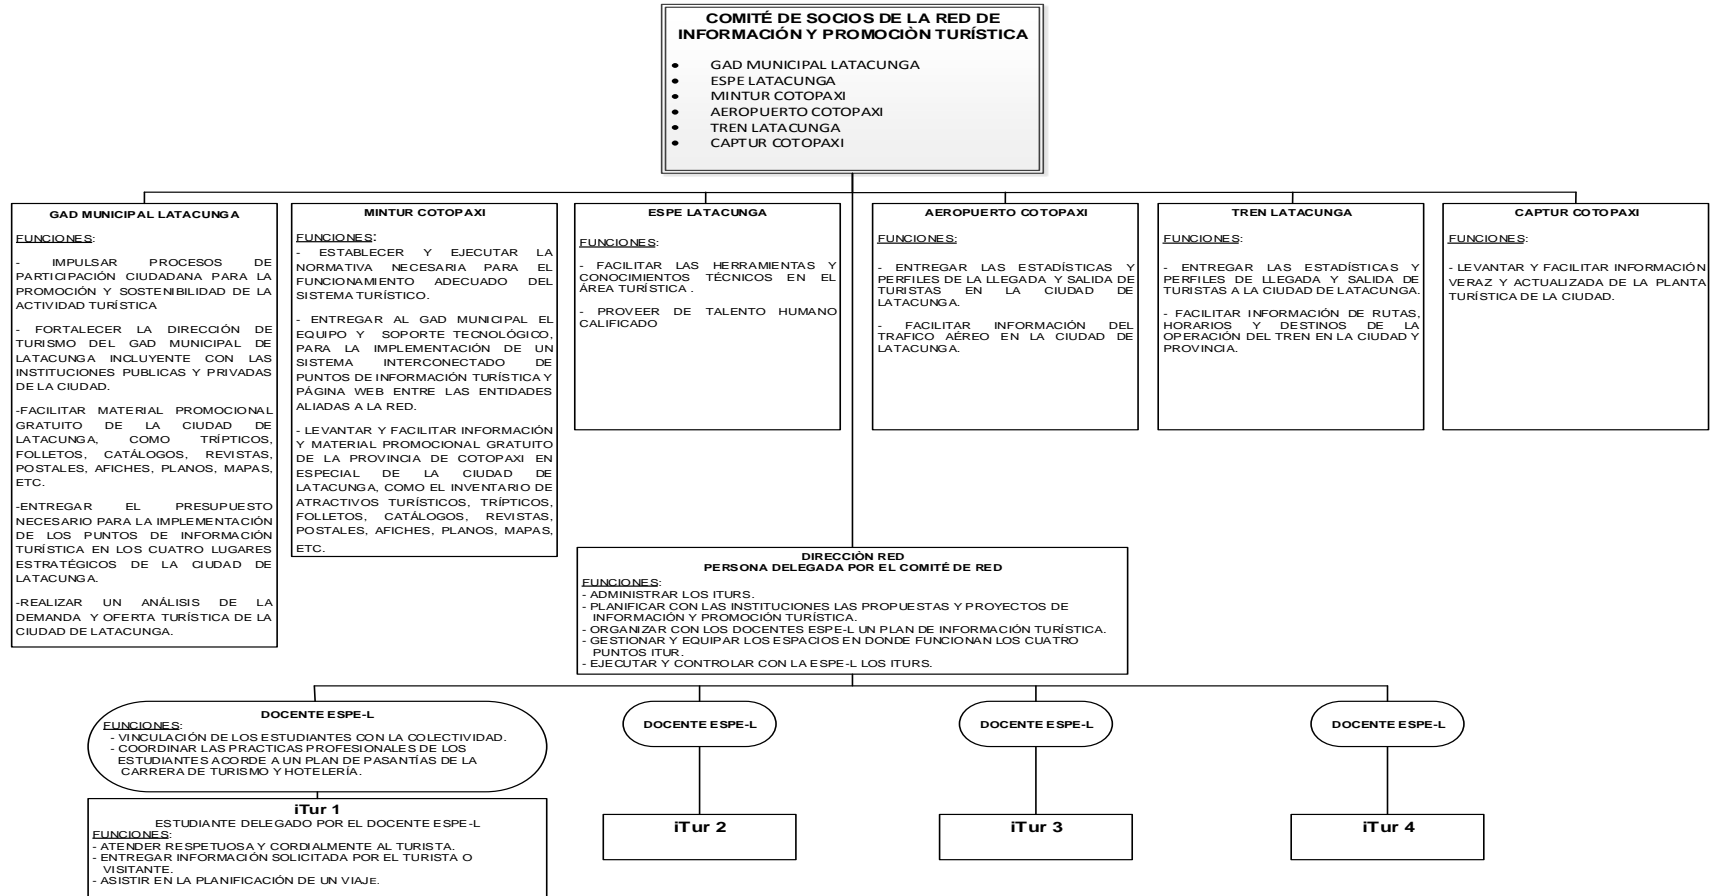 COMITÉ DE SOCIOS DE LA RED DE
INFORMACIÓN Y PROMOCIÒN TURÍSTICA
• GAD MUNICIPAL LATACUNGA
• ESPE LATACUNGA
• MINTUR COTOPAXI
• AEROPUERTO COTOPAXI
• TREN LATACUNGA
• CAPTUR COTOPAXI
GAD MUNICIPAL LATACUNGA
FUNCIONES:
- IMPULSAR PROCESOS DE
PARTICIPACIÓN CIUDADANA PARA LA
PROMOCIÓN Y SOSTENIBILIDAD DE LA
ACTIVIDAD TURÍSTICA
- FORTALECER LA DIRECCIÓN DE
TURISMO DEL GAD MUNICIPAL DE
LATACUNGA INCLUYENTE CON LAS
INSTITUCIONES PUBLICAS Y PRIVADAS
DE LA CIUDAD.
-FACILITAR MATERIAL PROMOCIONAL
GRATUITO DE LA CIUDAD DE
LATACUNGA, COMO TRÍPTICOS,
FOLLETOS, CATÁLOGOS, REVISTAS,
POSTALES, AFICHES, PLANOS, MAPAS,
ETC.
-ENTREGAR EL PRESUPUESTO
NECESARIO PARA LA IMPLEMENTACIÓN
DE LOS PUNTOS DE INFORMACIÓN
TURÍSTICA EN LOS CUATRO LUGARES
ESTRATÉGICOS DE LA CIUDAD DE
LATACUNGA.
-REALIZAR UN ANÁLISIS DE LA
DEMANDA Y OFERTA TURÍSTICA DE LA
CIUDAD DE LATACUNGA.
MINTUR COTOPAXI
FUNCIONES:
- ESTABLECER Y EJECUTAR LA
NORMATIVA NECESARIA PARA EL
FUNCIONAMIENTO ADECUADO DEL
SISTEMA TURÍSTICO.
- ENTREGAR AL GAD MUNICIPAL EL
EQUIPO Y SOPORTE TECNOLÓGICO,
PARA LA IMPLEMENTACIÓN DE UN
SISTEMA INTERCONECTADO DE
PUNTOS DE INFORMACIÓN TURÍSTICA Y
PÁGINA WEB ENTRE LAS ENTIDADES
ALIADAS A LA RED.
- LEVANTAR Y FACILITAR INFORMACIÓN
Y MATERIAL PROMOCIONAL GRATUITO
DE LA PROVINCIA DE COTOPAXI EN
ESPECIAL DE LA CIUDAD DE
LATACUNGA, COMO EL INVENTARIO DE
ATRACTIVOS TURÍSTICOS, TRÍPTICOS,
FOLLETOS, CATÁLOGOS, REVISTAS,
POSTALES, AFICHES, PLANOS, MAPAS,
ETC.
ESPE LATACUNGA
FUNCIONES:
- FACILITAR LAS HERRAMIENTAS Y
CONOCIMIENTOS TÉCNICOS EN EL
ÁREA TURÍSTICA .
- PROVEER DE TALENTO HUMANO
CALIFICADO
AEROPUERTO COTOPAXI
FUNCIONES:
- ENTREGAR LAS ESTADÍSTICAS Y
PERFILES DE LA LLEGADA Y SALIDA DE
TURISTAS EN LA CIUDAD DE
LATACUNGA.
- FACILITAR INFORMACIÓN DEL
TRAFICO AÉREO EN LA CIUDAD DE
LATACUNGA.
TREN LATACUNGA
FUNCIONES:
- ENTREGAR LAS ESTADÍSTICAS Y
PERFILES DE LLEGADA Y SALIDA DE
TURISTAS A LA CIUDAD DE LATACUNGA.
- FACILITAR INFORMACIÓN DE RUTAS,
HORARIOS Y DESTINOS DE LA
OPERACIÓN DEL TREN EN LA CIUDAD Y
PROVINCIA.
CAPTUR COTOPAXI
FUNCIONES:
- LEVANTAR Y FACILITAR INFORMACIÓN
VERAZ Y ACTUALIZADA DE LA PLANTA
TURÍSTICA DE LA CIUDAD.
DIRECCIÒN RED
PERSONA DELEGADA POR EL COMITÉ DE RED
FUNCIONES:
- ADMINISTRAR LOS ITURS.
- PLANIFICAR CON LAS INSTITUCIONES LAS PROPUESTAS Y PROYECTOS DE
INFORMACIÓN Y PROMOCIÓN TURÍSTICA.
- ORGANIZAR CON LOS DOCENTES ESPE-L UN PLAN DE INFORMACIÓN TURÍSTICA.
- GESTIONAR Y EQUIPAR LOS ESPACIOS EN DONDE FUNCIONAN LOS CUATRO
PUNTOS ITUR.
- EJECUTAR Y CONTROLAR CON LA ESPE-L LOS ITURS.
DOCENTE ESPE-L
FUNCIONES:
- VINCULACIÓN DE LOS ESTUDIANTES CON LA COLECTIVIDAD.
- COORDINAR LAS PRACTICAS PROFESIONALES DE LOS
ESTUDIANTES ACORDE A UN PLAN DE PASANTÍAS DE LA
CARRERA DE TURISMO Y HOTELERÍA.
DOCENTE ESPE-L
DOCENTE ESPE-L
DOCENTE ESPE-L
iTur 1
ESTUDIANTE DELEGADO POR EL DOCENTE ESPE-L
FUNCIONES:
- ATENDER RESPETUOSA Y CORDIALMENTE AL TURISTA.
- ENTREGAR INFORMACIÓN SOLICITADA POR EL TURISTA O
VISITANTE.
- ASISTIR EN LA PLANIFICACIÓN DE UN VIAJE.
iTur 2
iTur 3
iTur 4